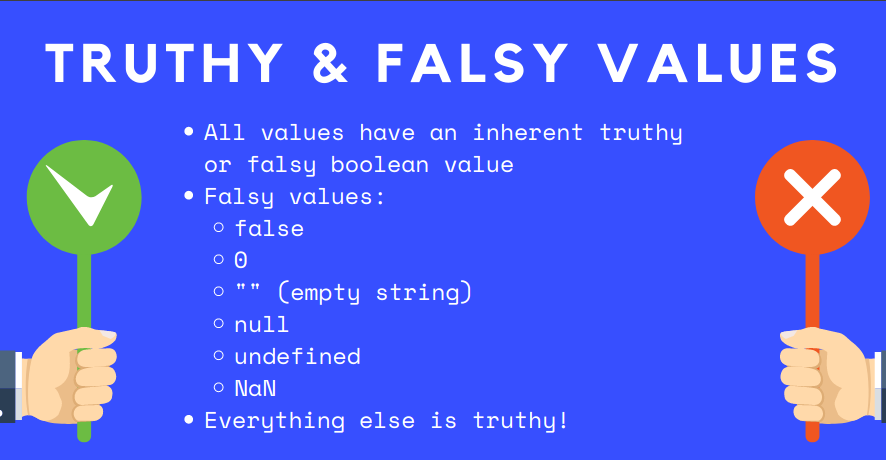 TRUTHY & FALSY VALUES
• All values have an inherent truthy
or falsy boolean value
• Falsy values:
○ false
○ 0
○ "" (empty string)
○ null
○ undefined
○ NaN
• Everything else is truthy!